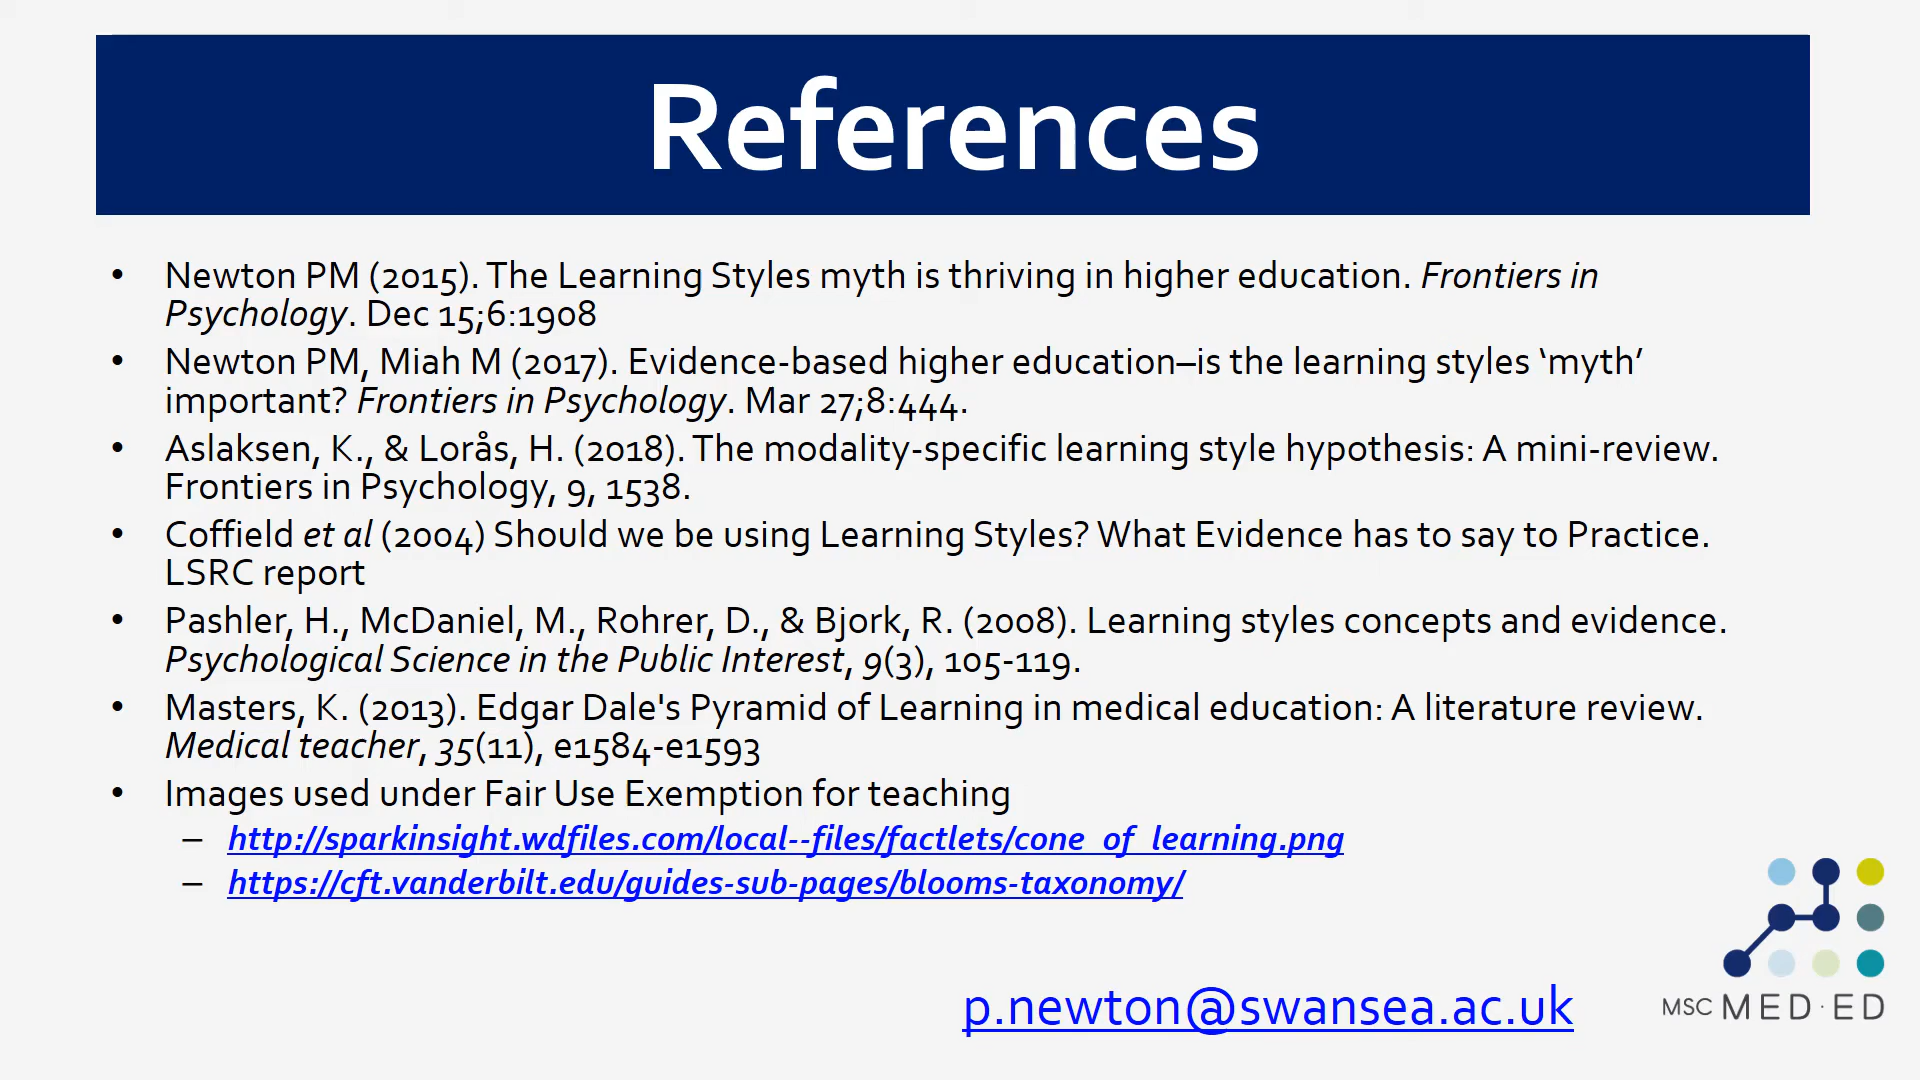 References
• Newton PM (2015). The Learning Styles myth is thriving in higher education. Frontiers in
Psychology. Dec 15;6:1908
• Newton PM, Miah M (2017). Evidence-based higher education–is the learning styles ‘myth’
important? Frontiers in Psychology. Mar 27;8:444.
• Aslaksen, K., & Lorås, H. (2018). The modality-specific learning style hypothesis: A mini-review.
Frontiers in Psychology, 9, 1538.
• Coffield et al (2004) Should we be using Learning Styles? What Evidence has to say to Practice.
LSRC report
• Pashler, H., McDaniel, M., Rohrer, D., & Bjork, R. (2008). Learning styles concepts and evidence.
Psychological Science in the Public Interest, 9(3), 105-119.
• Masters, K. (2013). Edgar Dale's Pyramid of Learning in medical education: A literature review.
Medical teacher, 35(11), e1584-e1593
• Images used under Fair Use Exemption for teaching
– http://sparkinsight.wdfiles.com/local--files/factlets/cone_of_learning.png
– https://cft.vanderbilt.edu/guides-sub-pages/blooms-taxonomy/
p.newton@swansea.ac.uk
MSC MED·ED